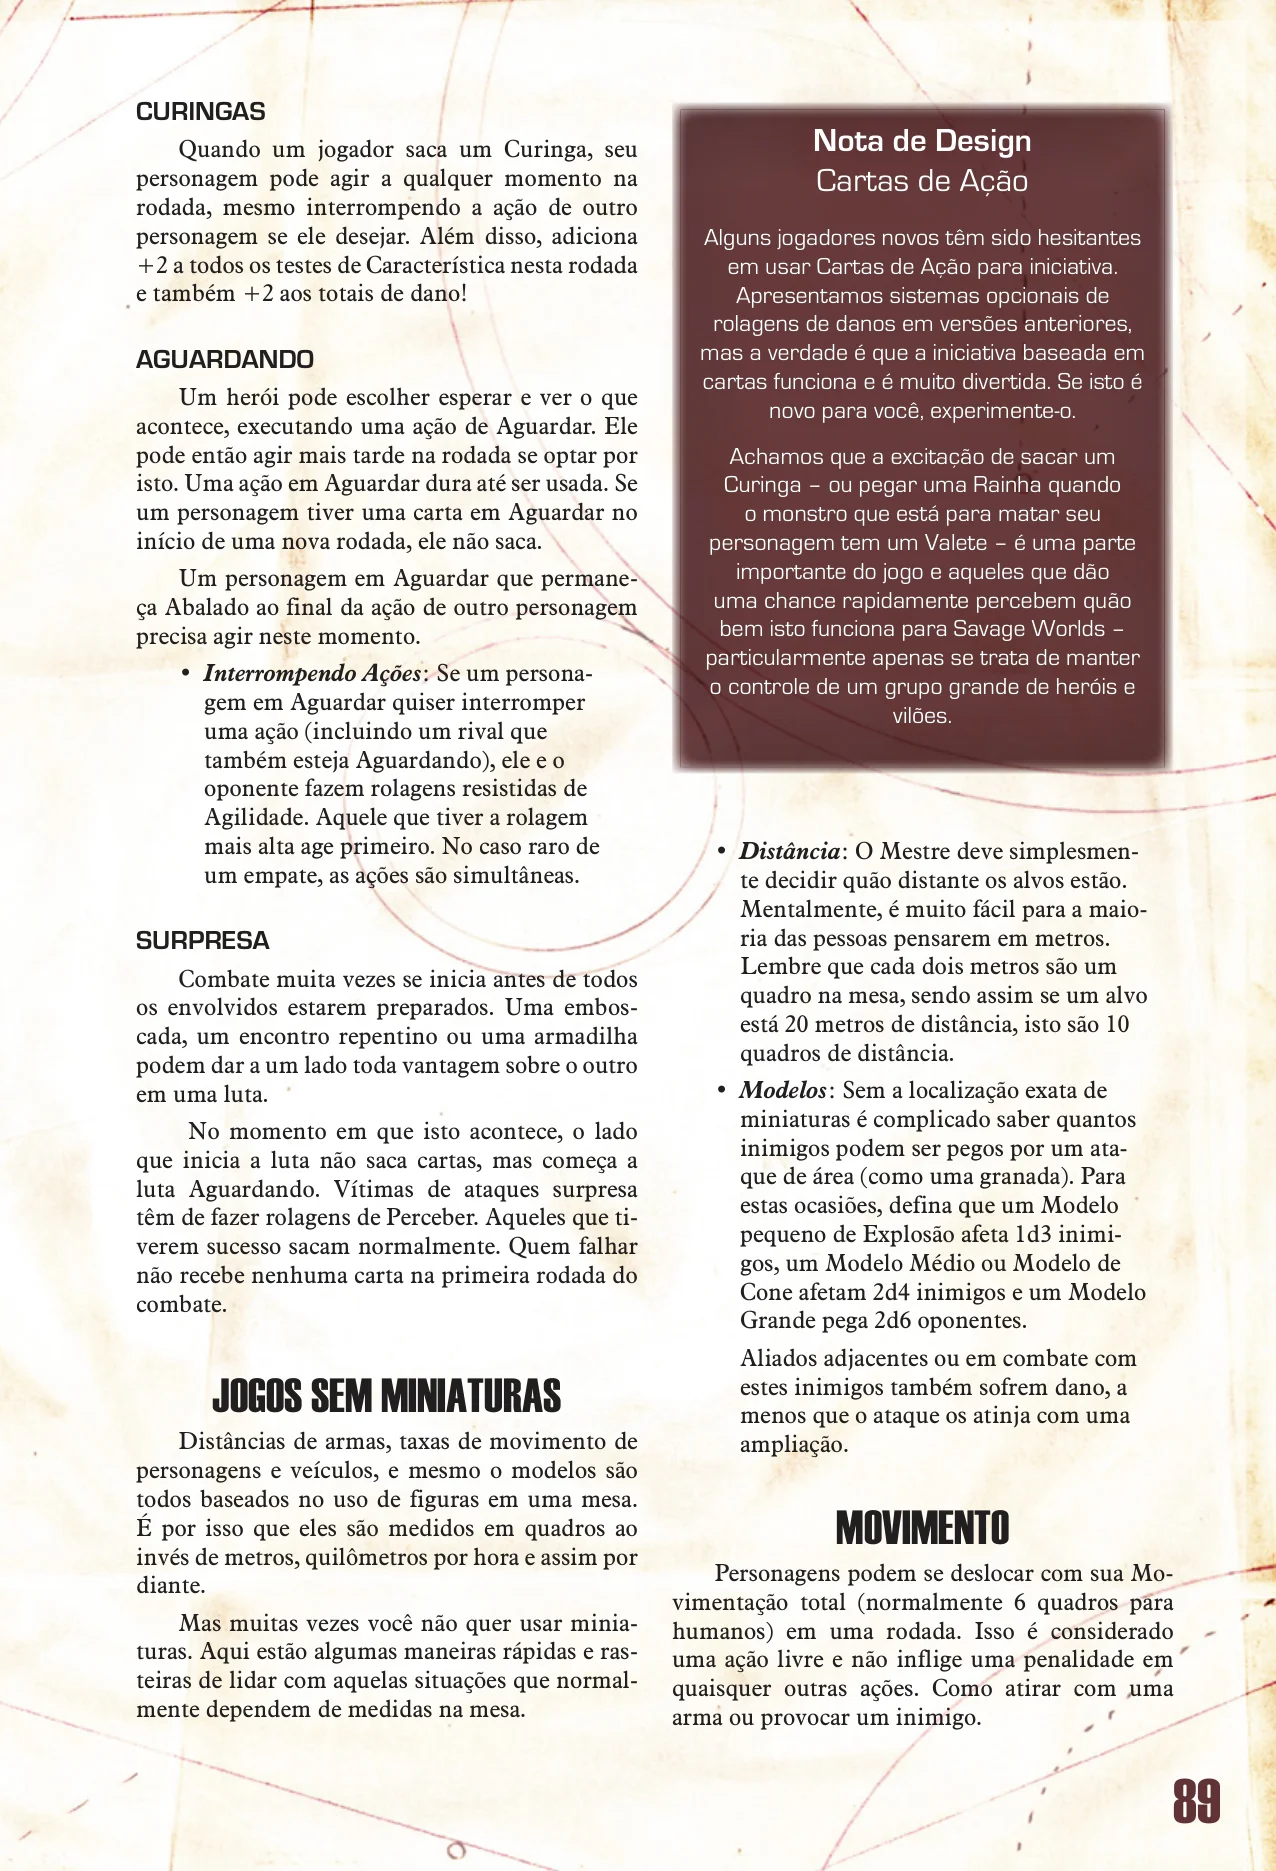 CURINGAS
Quando um jogador saca um Curinga, seu
personagem pode agir a qualquer momento na
rodada, mesmo interrompendo a ação de outro
personagem se ele desejar. Além disso, adiciona
+2 a todos os testes de Característica nesta rodada
e também +2 aos totais de dano!
AGUARDANDO
Um herói pode escolher esperar e ver o que
acontece, executando uma ação de Aguardar. Ele
pode então agir mais tarde na rodada se optar por
isto. Uma ação em Aguardar dura até ser usada. Se
um personagem tiver uma carta em Aguardar no
início de uma nova rodada, ele não saca.
Um personagem em Aguardar que permane-
ça Abalado ao final da ação de outro personagem
precisa agir neste momento.
• Interrompendo Ações: Se um persona-
gem em Aguardar quiser interromper
uma ação (incluindo um rival que
também esteja Aguardando), ele e o
oponente fazem rolagens resistidas de
Agilidade. Aquele que tiver a rolagem
mais alta age primeiro. No caso raro de
um empate, as ações são simultâneas.
SURPRESA
Combate muita vezes se inicia antes de todos
os envolvidos estarem preparados. Uma embos-
cada, um encontro repentino ou uma armadilha
podem dar a um lado toda vantagem sobre o outro
em uma luta.
No momento em que isto acontece, o lado
que inicia a luta não saca cartas, mas começa a
luta Aguardando. Vítimas de ataques surpresa
têm de fazer rolagens de Perceber. Aqueles que ti-
verem sucesso sacam normalmente. Quem falhar
não recebe nenhuma carta na primeira rodada do
combate.
JOGOS SEM MINIATURAS
Distâncias de armas, taxas de movimento de
personagens e veículos, e mesmo o modelos são
todos baseados no uso de figuras em uma mesa.
É por isso que eles são medidos em quadros ao
invés de metros, quilômetros por hora e assim por
diante.
Mas muitas vezes você não quer usar minia-
turas. Aqui estão algumas maneiras rápidas e ras-
teiras de lidar com aquelas situações que normal-
mente dependem de medidas na mesa.
Nota de Design
Cartas de Ação
Alguns jogadores novos têm sido hesitantes
em usar Cartas de Ação para iniciativa.
Apresentamos sistemas opcionais de
rolagens de danos em versões anteriores,
mas a verdade é que a iniciativa baseada em
cartas funciona e é muito divertida. Se isto é
novo para você, experimente-o.
Achamos que a excitação de sacar um
Curinga – ou pegar uma Rainha quando
o monstro que está para matar seu
personagem tem um Valete – é uma parte
importante do jogo e aqueles que dão
uma chance rapidamente percebem quão
bem isto funciona para Savage Worlds –
particularmente apenas se trata de manter
o controle de um grupo grande de heróis e
vilões.
• Distância: O Mestre deve simplesmen-
te decidir quão distante os alvos estão.
Mentalmente, é muito fácil para a maio-
ria das pessoas pensarem em metros.
Lembre que cada dois metros são um
quadro na mesa, sendo assim se um alvo
está 20 metros de distância, isto são 10
quadros de distância.
• Modelos: Sem a localização exata de
miniaturas é complicado saber quantos
inimigos podem ser pegos por um ata-
que de área (como uma granada). Para
estas ocasiões, defina que um Modelo
pequeno de Explosão afeta 1d3 inimi-
gos, um Modelo Médio ou Modelo de
Cone afetam 2d4 inimigos e um Modelo
Grande pega 2d6 oponentes.
Aliados adjacentes ou em combate com
estes inimigos também sofrem dano, a
menos que o ataque os atinja com uma
ampliação.
MOVIMENTO
Personagens podem se deslocar com sua Mo-
vimentação total (normalmente 6 quadros para
humanos) em uma rodada. Isso é considerado
uma ação livre e não inflige uma penalidade em
quaisquer outras ações. Como atirar com uma
arma ou provocar um inimigo.
89